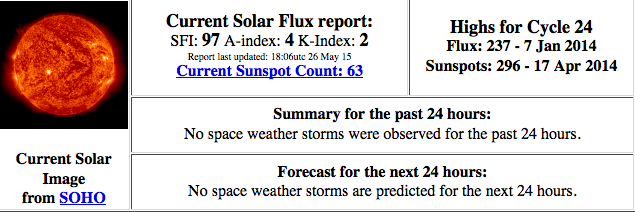 Current Solar
Image
from SOHO
Current Solar Flux report:
SFI: 97 A-index: 4 K-Index: 2
Report last updated: 18:06utc 26 May 15
Current Sunspot Count: 63
Highs for Cycle 24
Flux: 237 - 7 Jan 2014
Sunspots: 296 - 17 Apr 2014
Summary for the past 24 hours:
No space weather storms were observed for the past 24 hours.
Forecast for the next 24 hours:
No space weather storms are predicted for the next 24 hours.